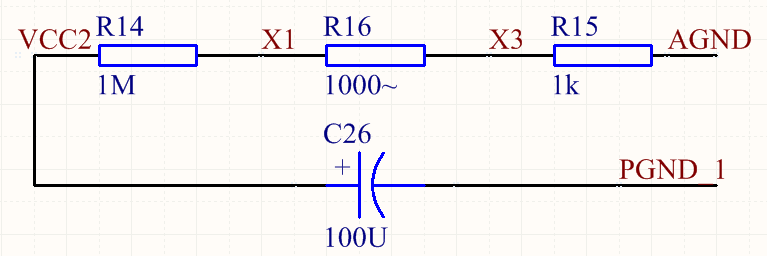 R14 R16 R15
VCC2 X1 X3 AGND
1M 1000~ 1k
C26
+ PGND_1
100U